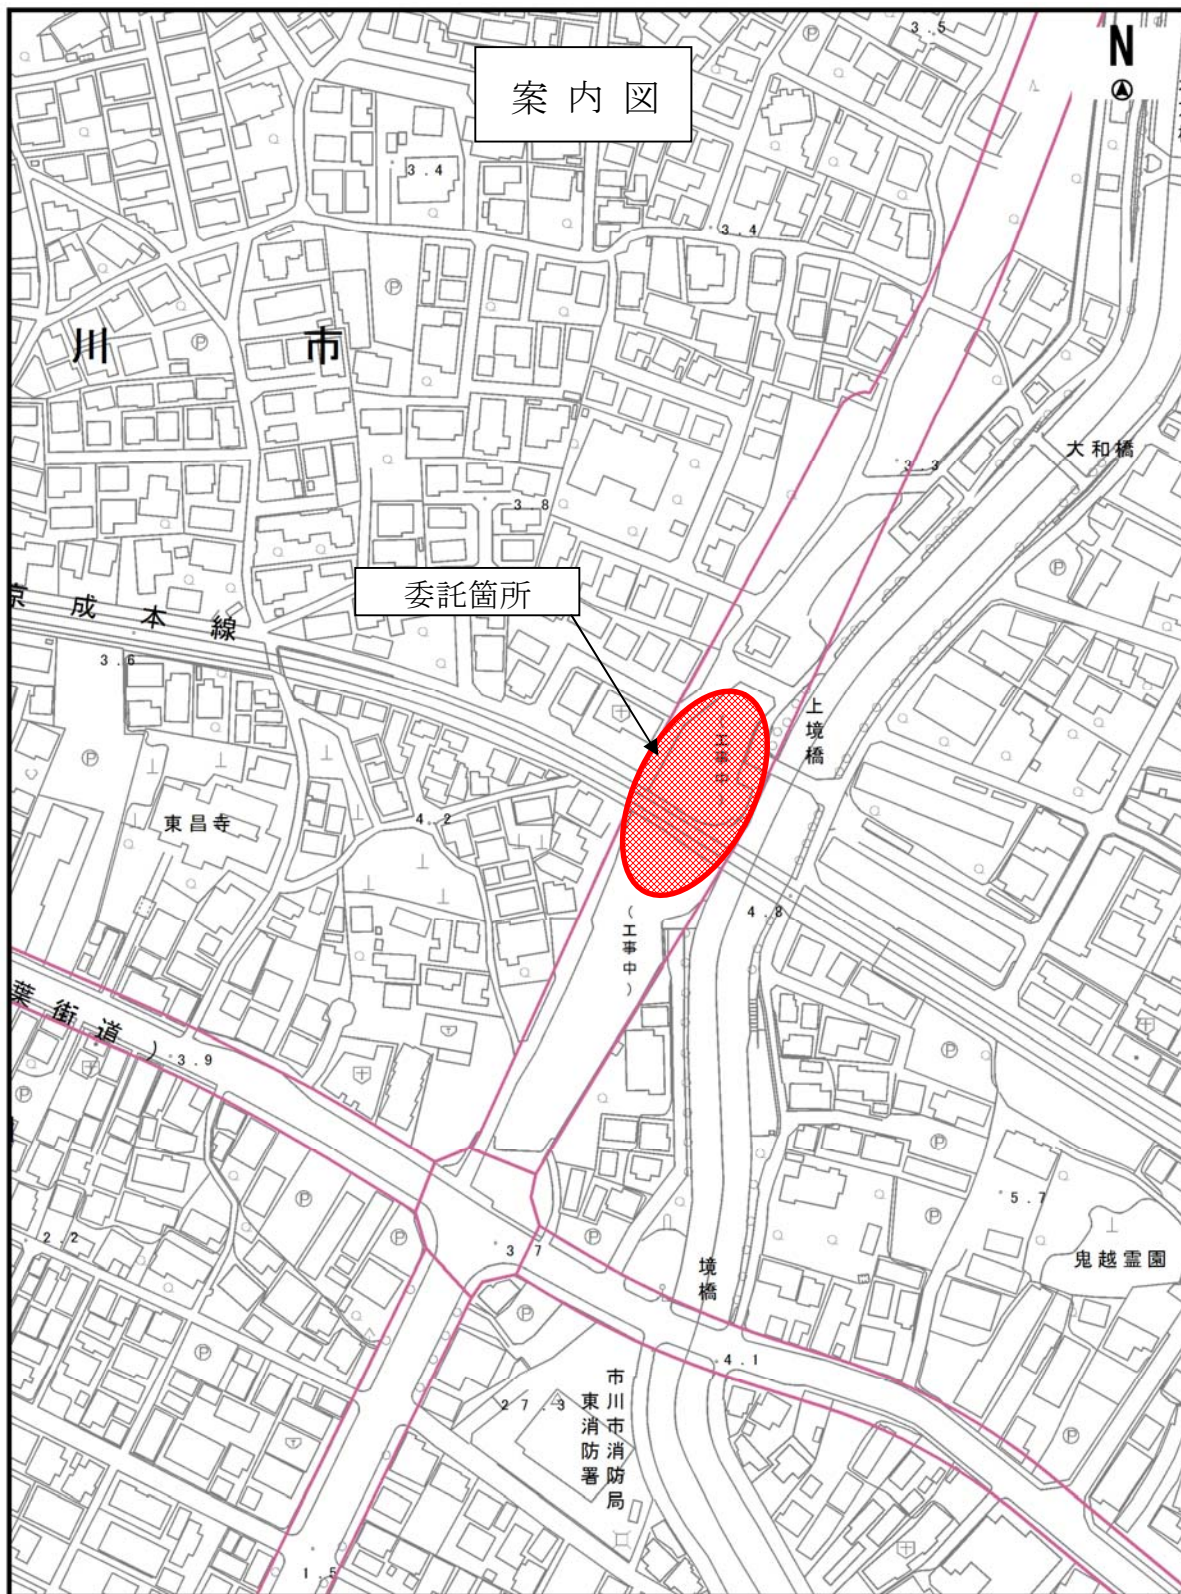 案内図
N
3.5
3.4
3.4
川市
大和橋
3.3
3.8
委託箇所
京成本線
3.6
上境橋
(工事中)
東昌寺
4.2
4.8
(工事中)
葉街道)
3.9
5.7
鬼越霊園
2.2
3.7
境橋
4.1
市川市消防局
東消防署
27.3
1.5